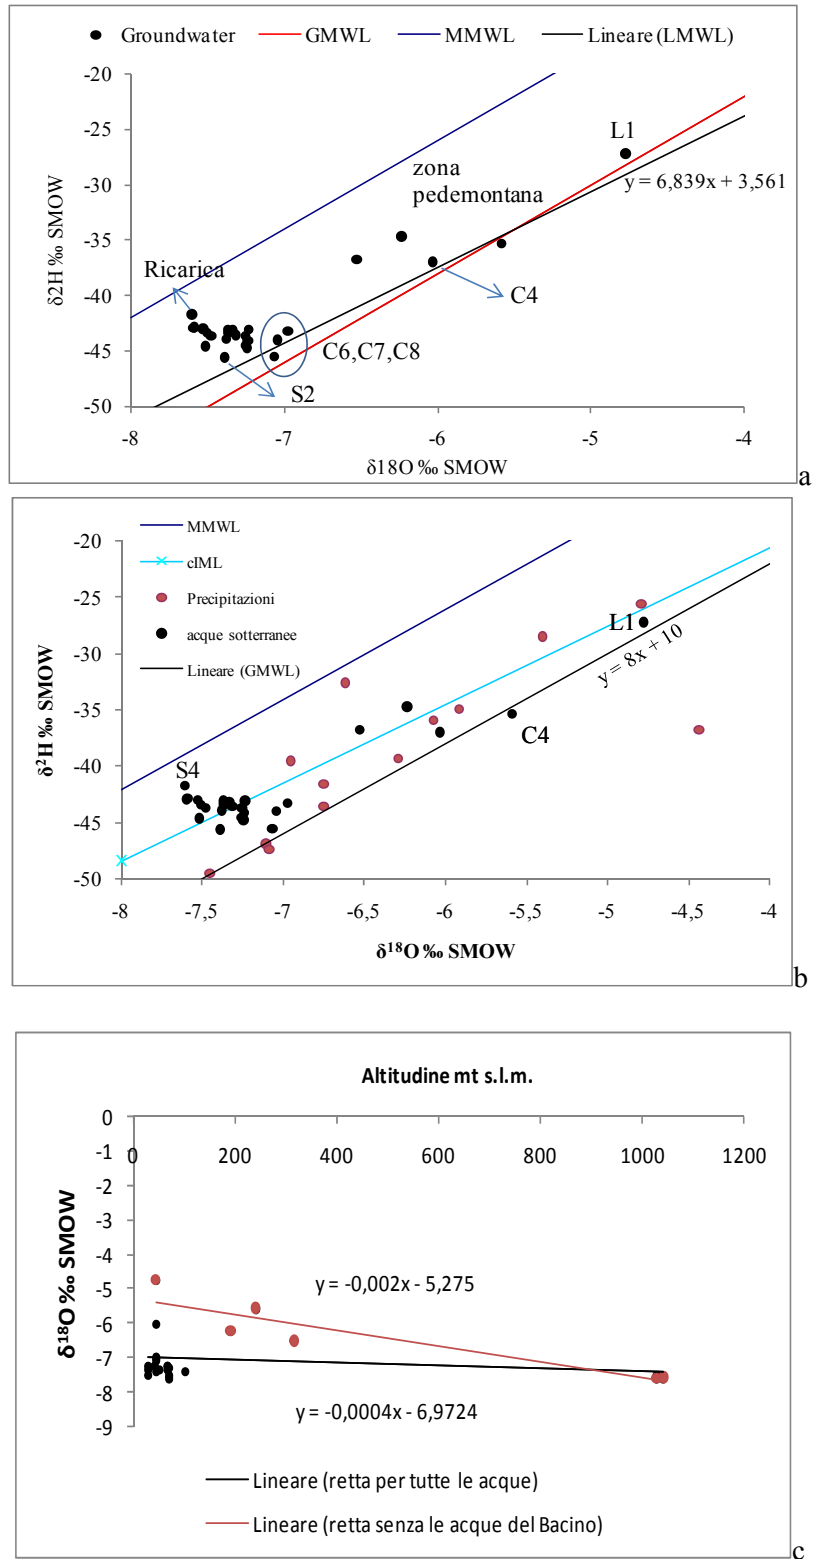 Groundwater GMWL MMWL Lineare (LMWL)
-20
-25
L1
-30
zona
pedemontana
y = 6,839x + 3,561
-35
Ricarica
-40
C4
-45
C6,C7,C8
S2
-50
-8 -7 -6 -5 -4
δ2H ‰ SMOW
δ18O ‰ SMOW
a
MMWL
cIML
Precipitazioni
acque sotterranee
Lineare (GMWL)
-20
-25
L1
y = 8x + 10
-30
-35
C4
S4
-40
-45
-50
-8 -7,5 -7 -6,5 -6 -5,5 -5 -4,5 -4
δ²H ‰ SMOW
δ¹⁸O ‰ SMOW
b
Altitudine mt s.l.m.
0
0 200 400 600 800 1000 1200
-1
-2
-3
-4
y = -0,002x - 5,275
-5
-6
-7
-8
y = -0,0004x - 6,9724
-9
δ¹⁸O ‰ SMOW
Lineare (retta per tutte le acque)
Lineare (retta senza le acque del Bacino)
c